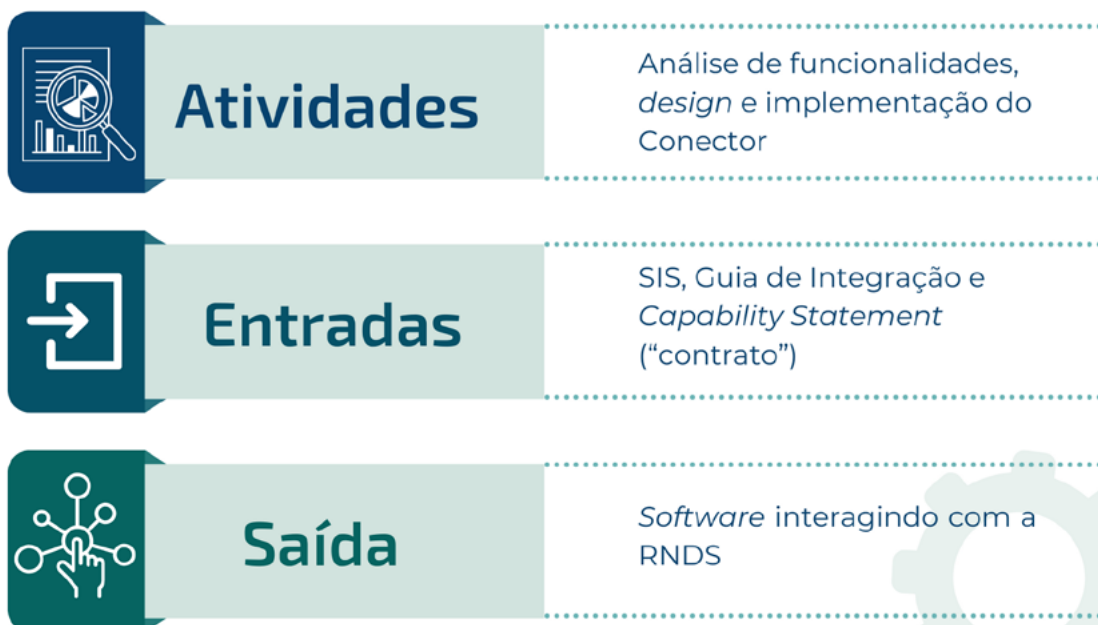 Atividades
Análise de funcionalidades,
design e implementação do
Conector
Entradas
SIS, Guia de Integração e
Capability Statement
(“contrato”)
Saída
Software interagindo com a
RNDS